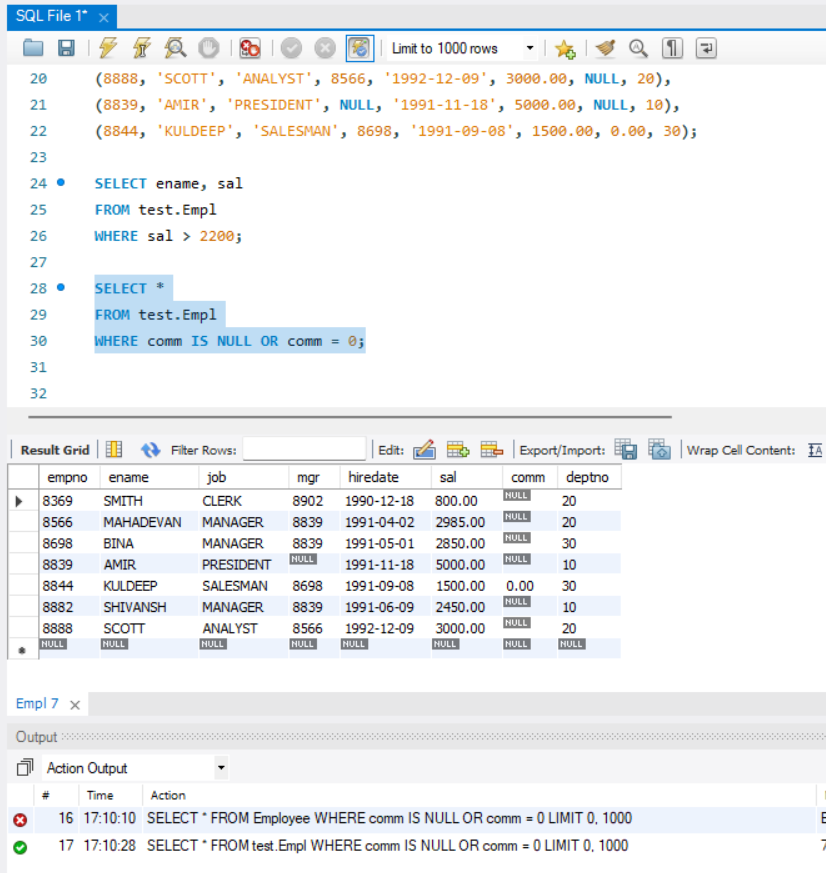 SQL File 1*
Limit to 1000 rows
20 (8888, 'SCOTT', 'ANALYST', 8566, '1992-12-09', 3000.00, NULL, 20),
21 (8839, 'AMIR', 'PRESIDENT', NULL, '1991-11-18', 5000.00, NULL, 10),
22 (8844, 'KULDEEP', 'SALESMAN', 8698, '1991-09-08', 1500.00, 0.00, 30);
23
24 SELECT ename, sal
25 FROM test.Empl
26 WHERE sal > 2200;
27
28 SELECT *
29 FROM test.Empl
30 WHERE comm IS NULL OR comm = 0;
31
32
Result Grid Filter Rows: Edit: Export/Import: Wrap Cell Content: IA
empno ename job mgr hiredate sal comm deptno
8369 SMITH CLERK 8902 1990-12-18 800.00 NULL 20
8566 MAHADEVAN MANAGER 8839 1991-04-02 2985.00 NULL 20
8698 BINA MANAGER 8839 1991-05-01 2850.00 NULL 30
8839 AMIR PRESIDENT NULL 1991-11-18 5000.00 NULL 10
8844 KULDEEP SALESMAN 8698 1991-09-08 1500.00 0.00 30
8882 SHIVANSH MANAGER 8839 1991-06-09 2450.00 NULL 10
8888 SCOTT ANALYST 8566 1992-12-09 3000.00 NULL 20
NULL NULL NULL NULL NULL NULL NULL NULL
Empl 7
Output
Action Output
# Time Action
16 17:10:10 SELECT * FROM Employee WHERE comm IS NULL OR comm = 0 LIMIT 0, 1000
17 17:10:28 SELECT * FROM test.Empl WHERE comm IS NULL OR comm = 0 LIMIT 0, 1000